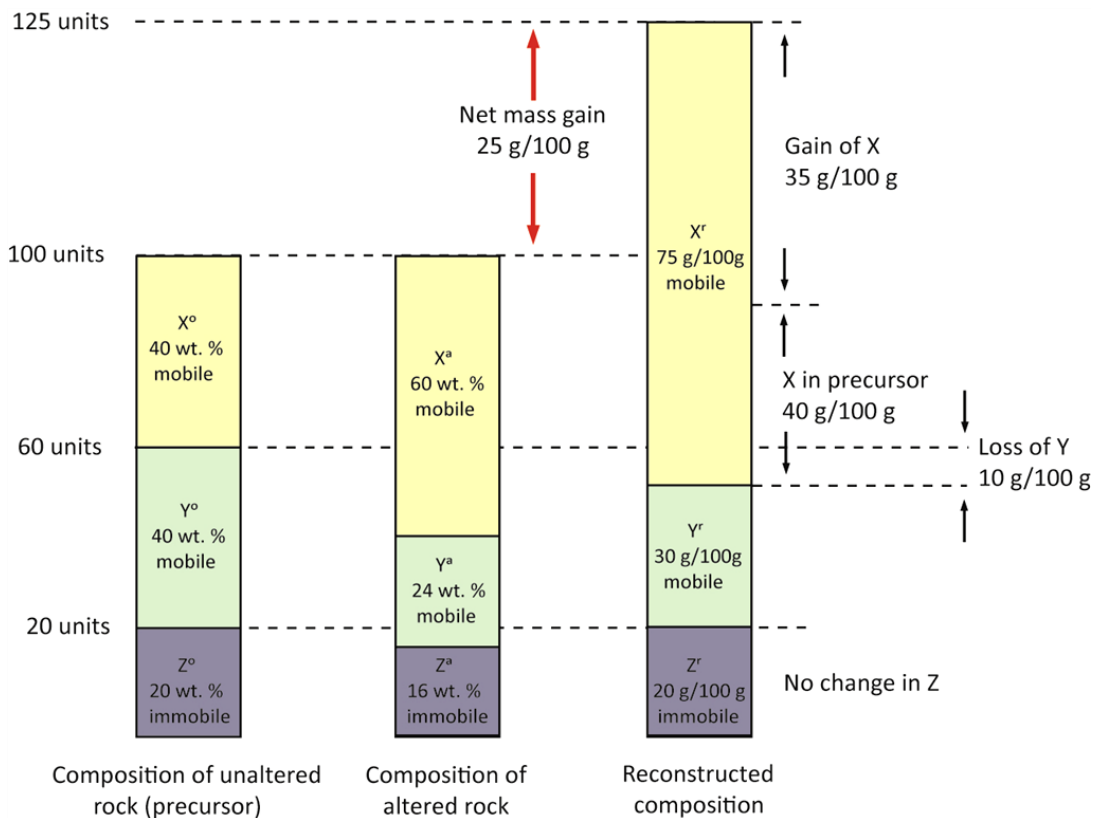 125 units
Net mass gain
25 g/100 g
Gain of X
35 g/100 g
100 units
Xʳ
75 g/100g
mobile
Xᵒ
40 wt. %
mobile
Xᵃ
60 wt. %
mobile
X in precursor
40 g/100 g
60 units
Loss of Y
10 g/100 g
Yᵒ
40 wt. %
mobile
Yᵃ
24 wt. %
mobile
Yʳ
30 g/100g
mobile
20 units
Zᵒ
20 wt. %
immobile
Zᵃ
16 wt. %
immobile
Zʳ
20 g/100 g
immobile
No change in Z
Composition of unaltered
rock (precursor)
Composition of
altered rock
Reconstructed
composition